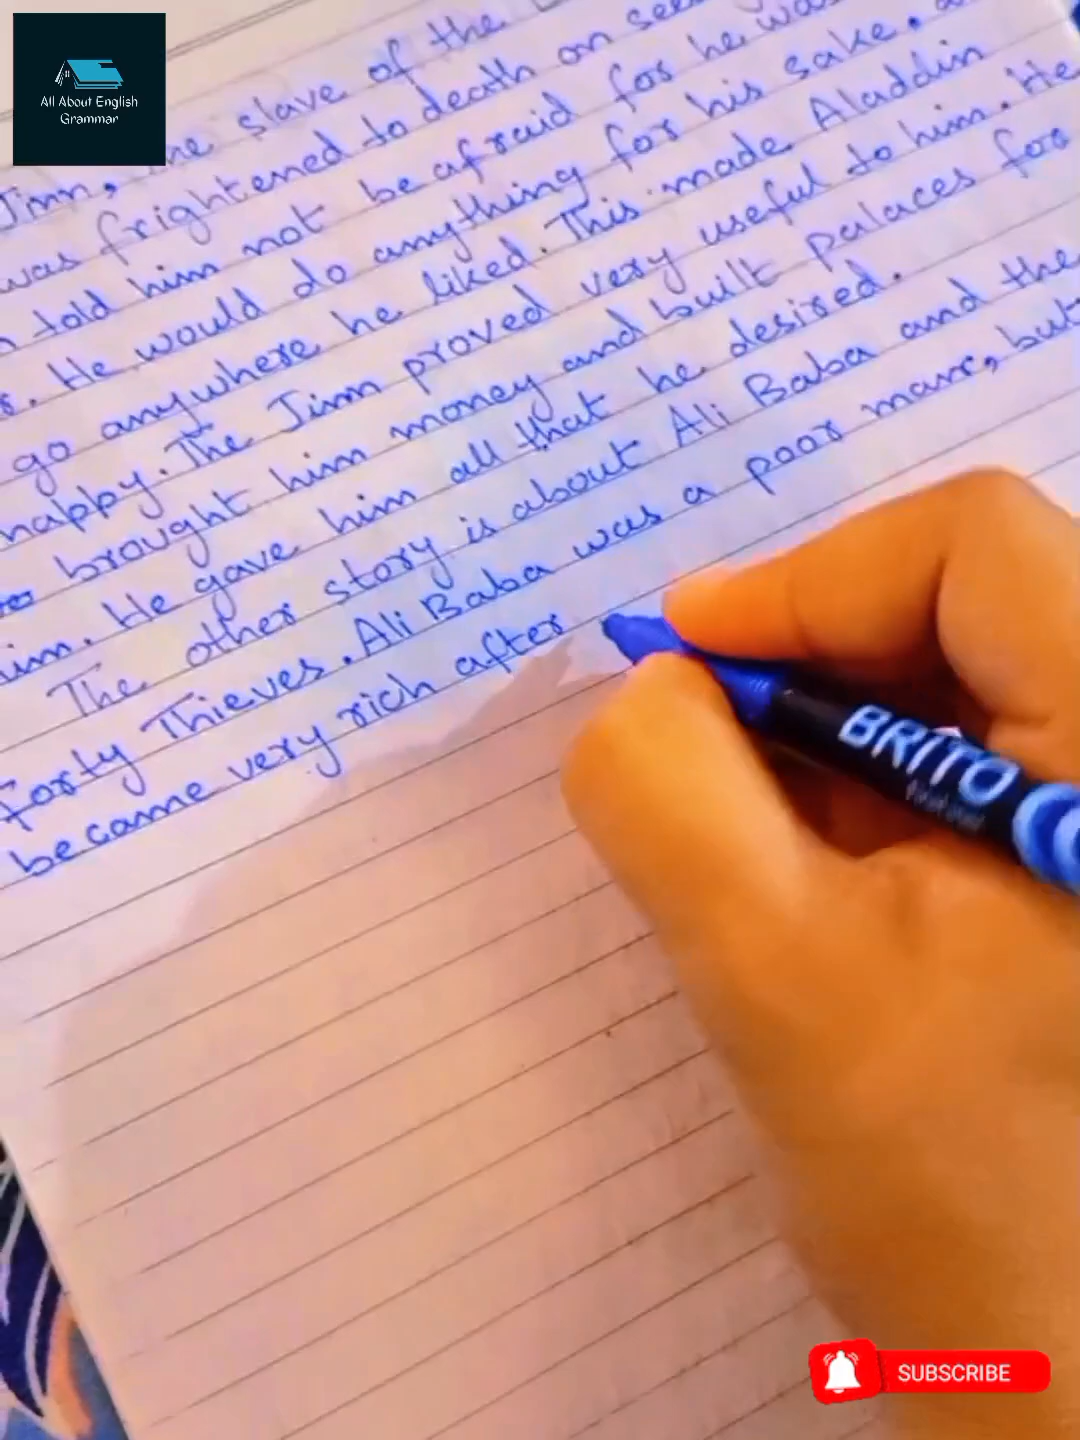 All About English
Grammar
Jinn, the slave of the
was frightened to death on
told him not be afraid for he was
He would do anything for his sake.
go anywhere he liked. This made Aladdin
happy. The Jinn proved very useful to him. He
brought him money and built palaces for
him. He gave him all that he desired.
The other story is about Ali Baba and the
Forty Thieves. Ali Baba was a poor man, but
became very rich after
BRITO
SUBSCRIBE